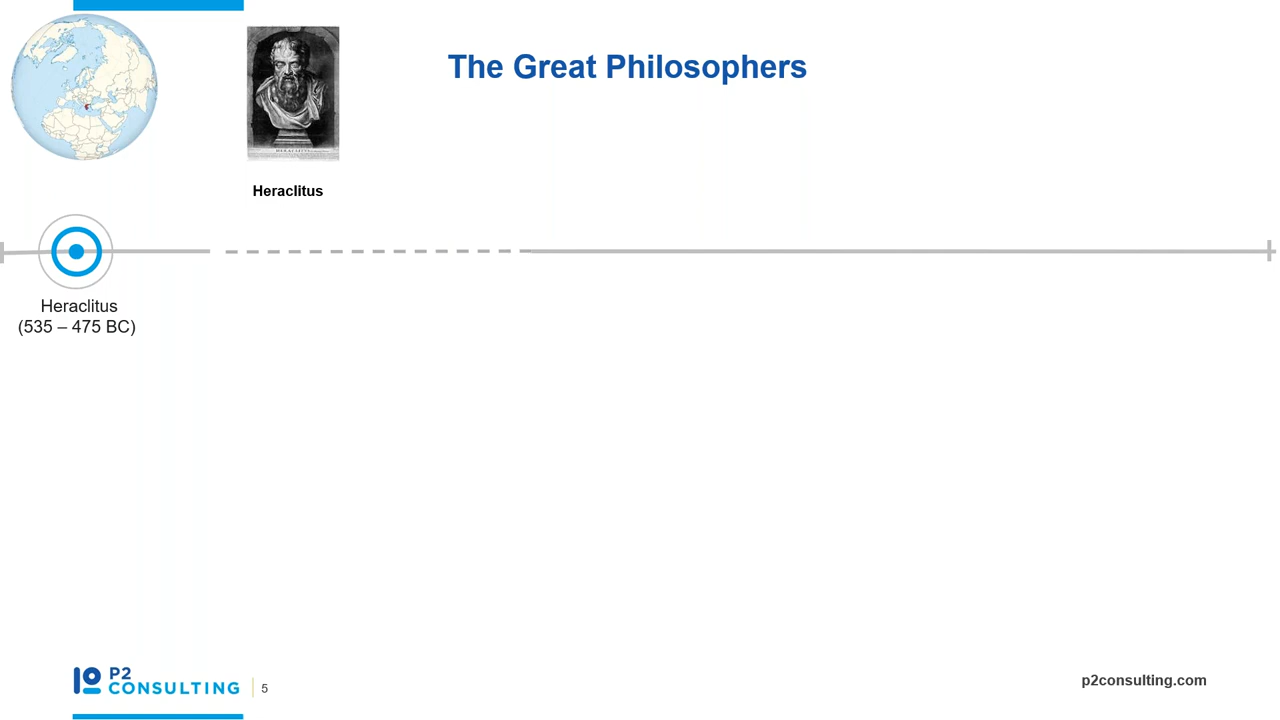 The Great Philosophers
Heraclitus
Heraclitus
(535 – 475 BC)
P2
CONSULTING
5
p2consulting.com